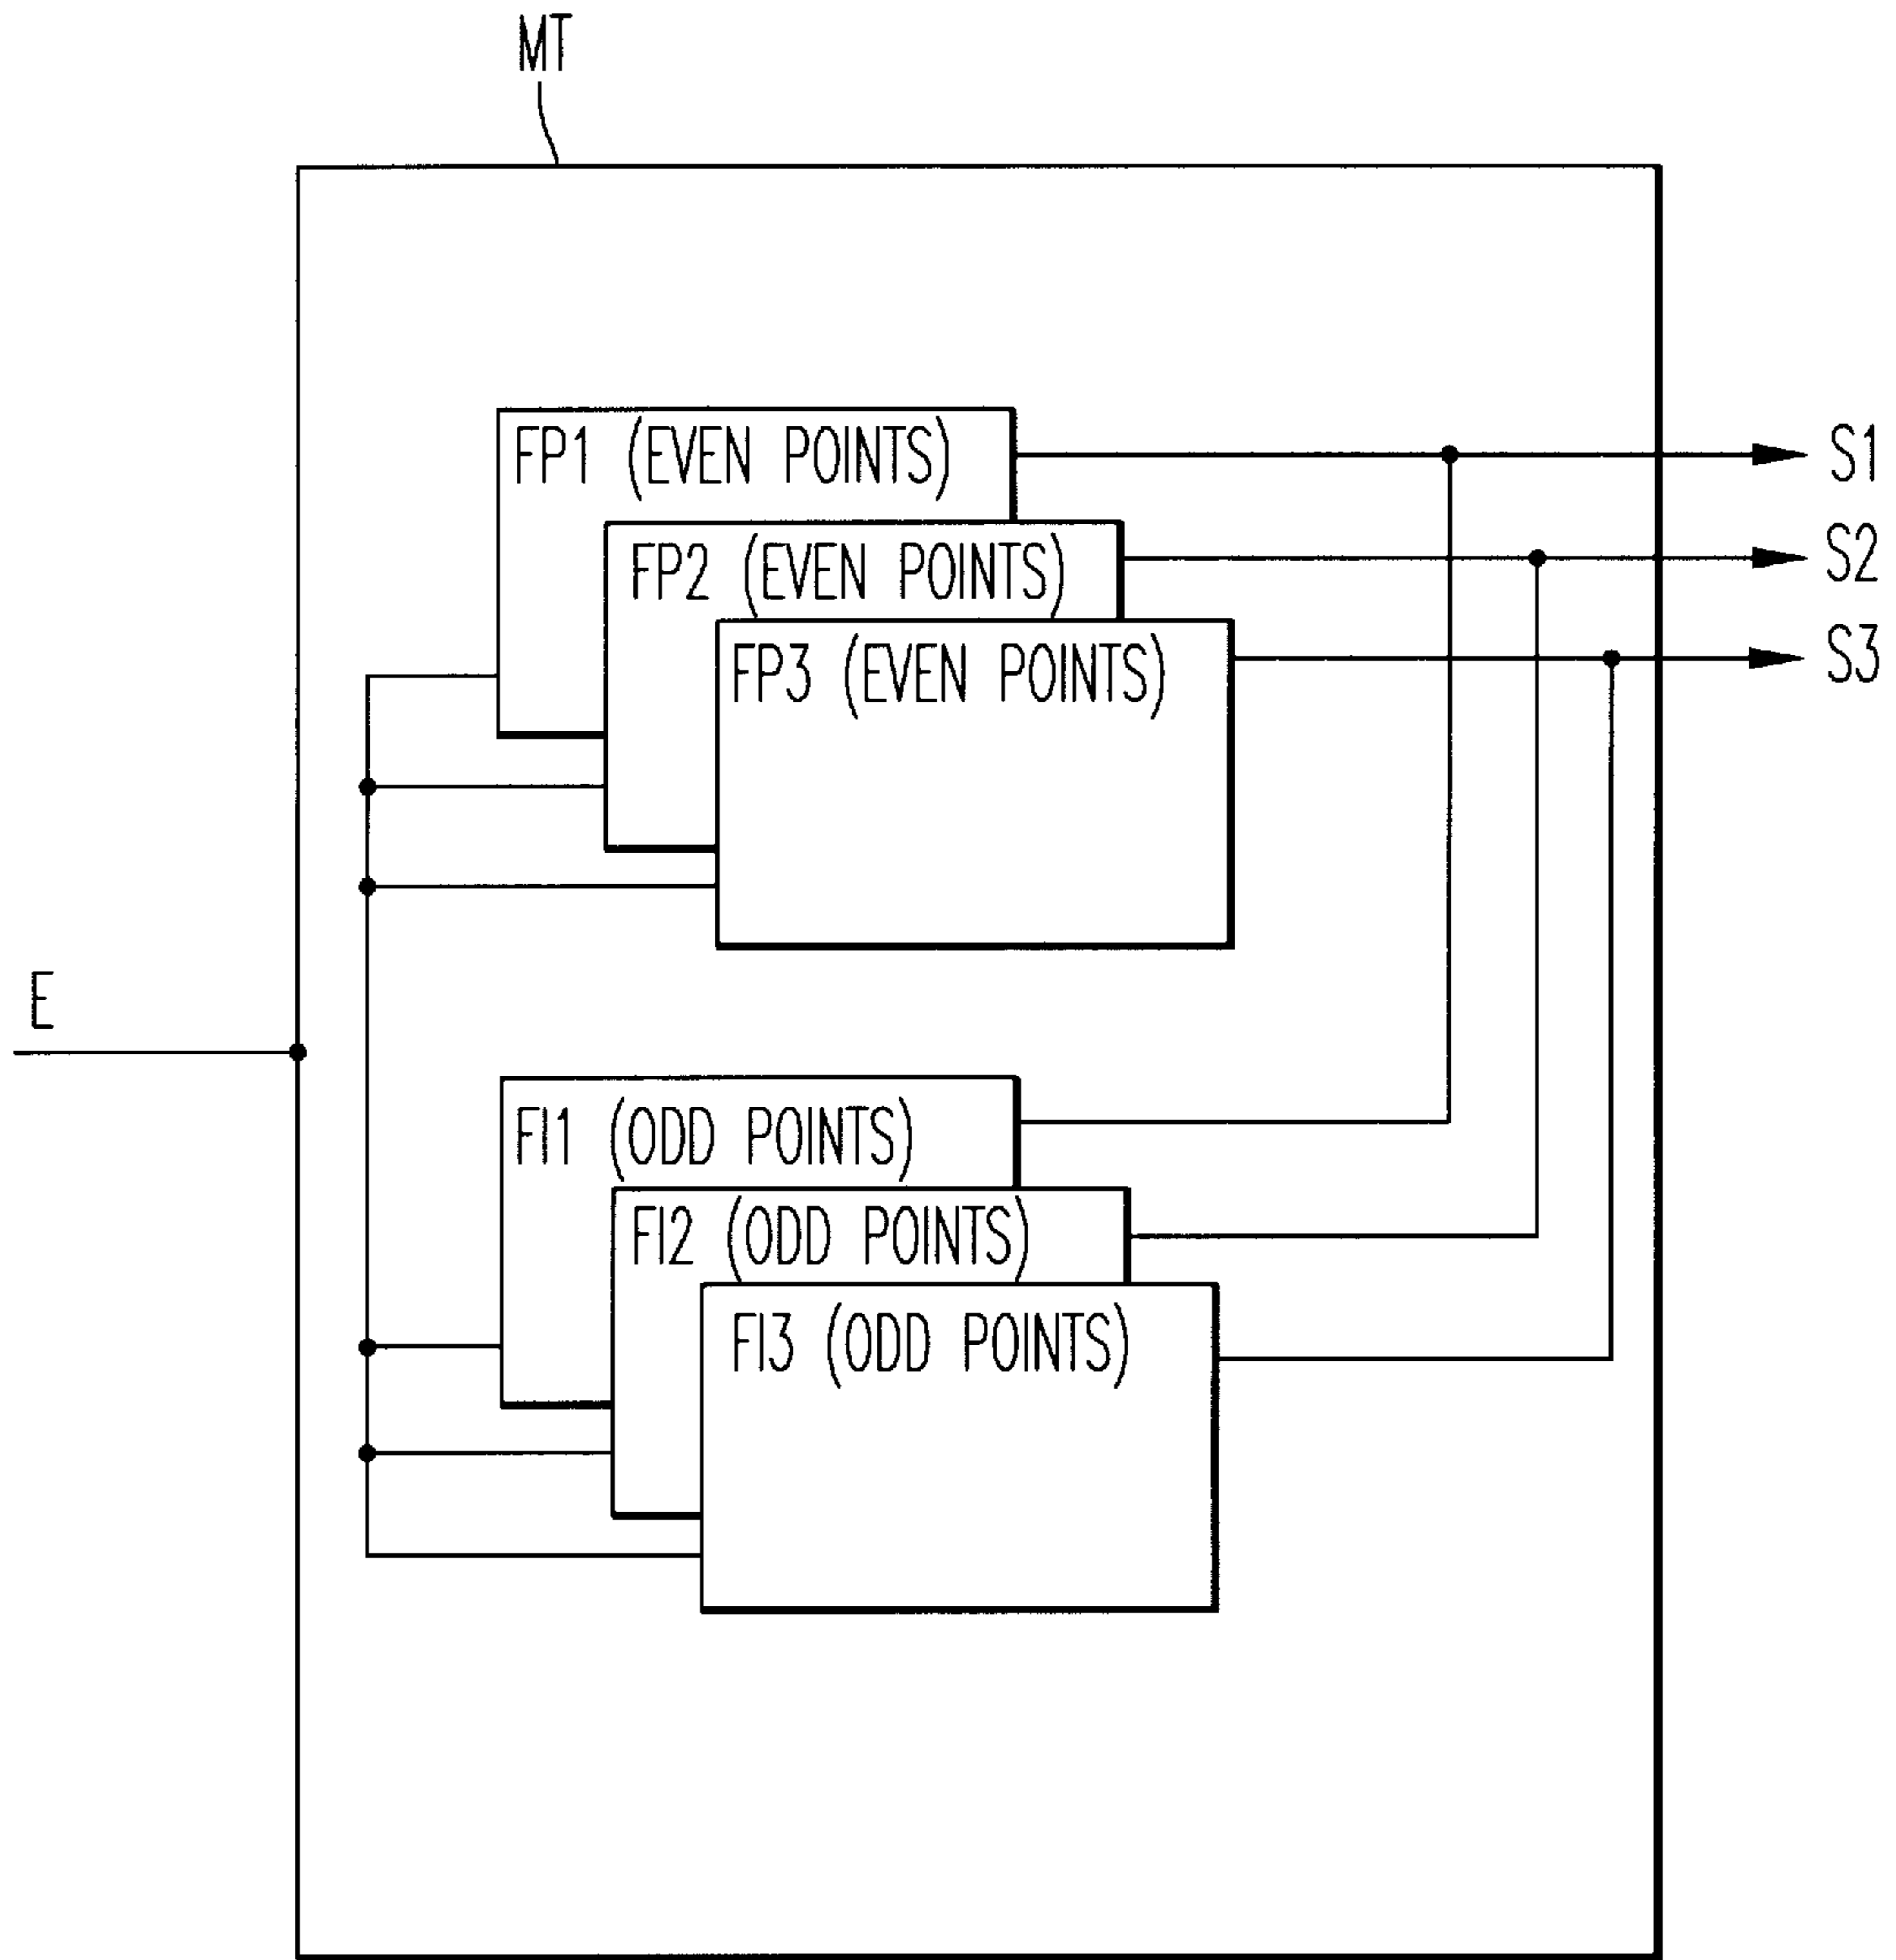 MT
FP1 (EVEN POINTS)
S1
FP2 (EVEN POINTS)
S2
FP3 (EVEN POINTS)
S3
E
FI1 (ODD POINTS)
FI2 (ODD POINTS)
FI3 (ODD POINTS)